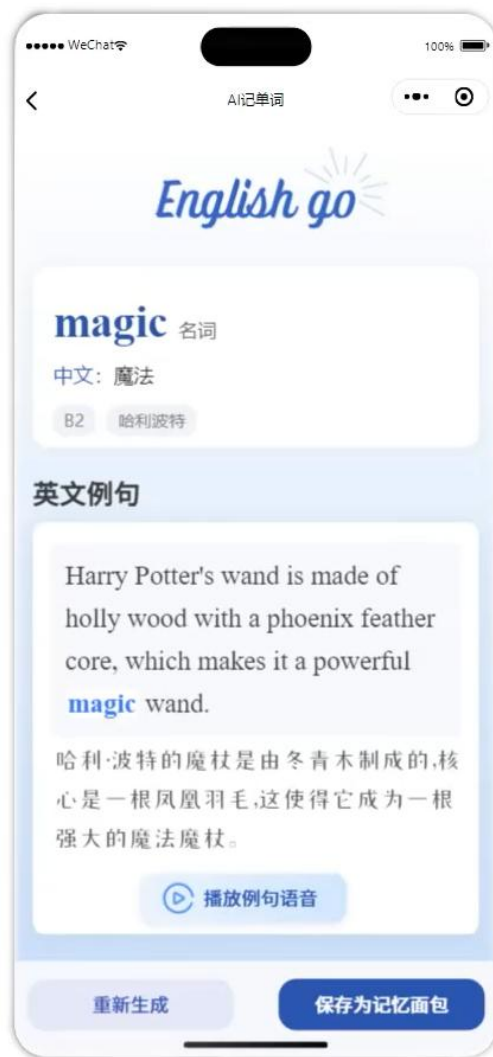 WeChat
100%
AI记单词
English go
magic 名词
中文：魔法
B2 哈利波特
英文例句
Harry Potter's wand is made of
holly wood with a phoenix feather
core, which makes it a powerful
magic wand.
哈利·波特的魔杖是由冬青木制成的,核
心是一根凤凰羽毛,这使得它成为一根
强大的魔法魔杖。
播放例句语音
重新生成
保存为记忆面包